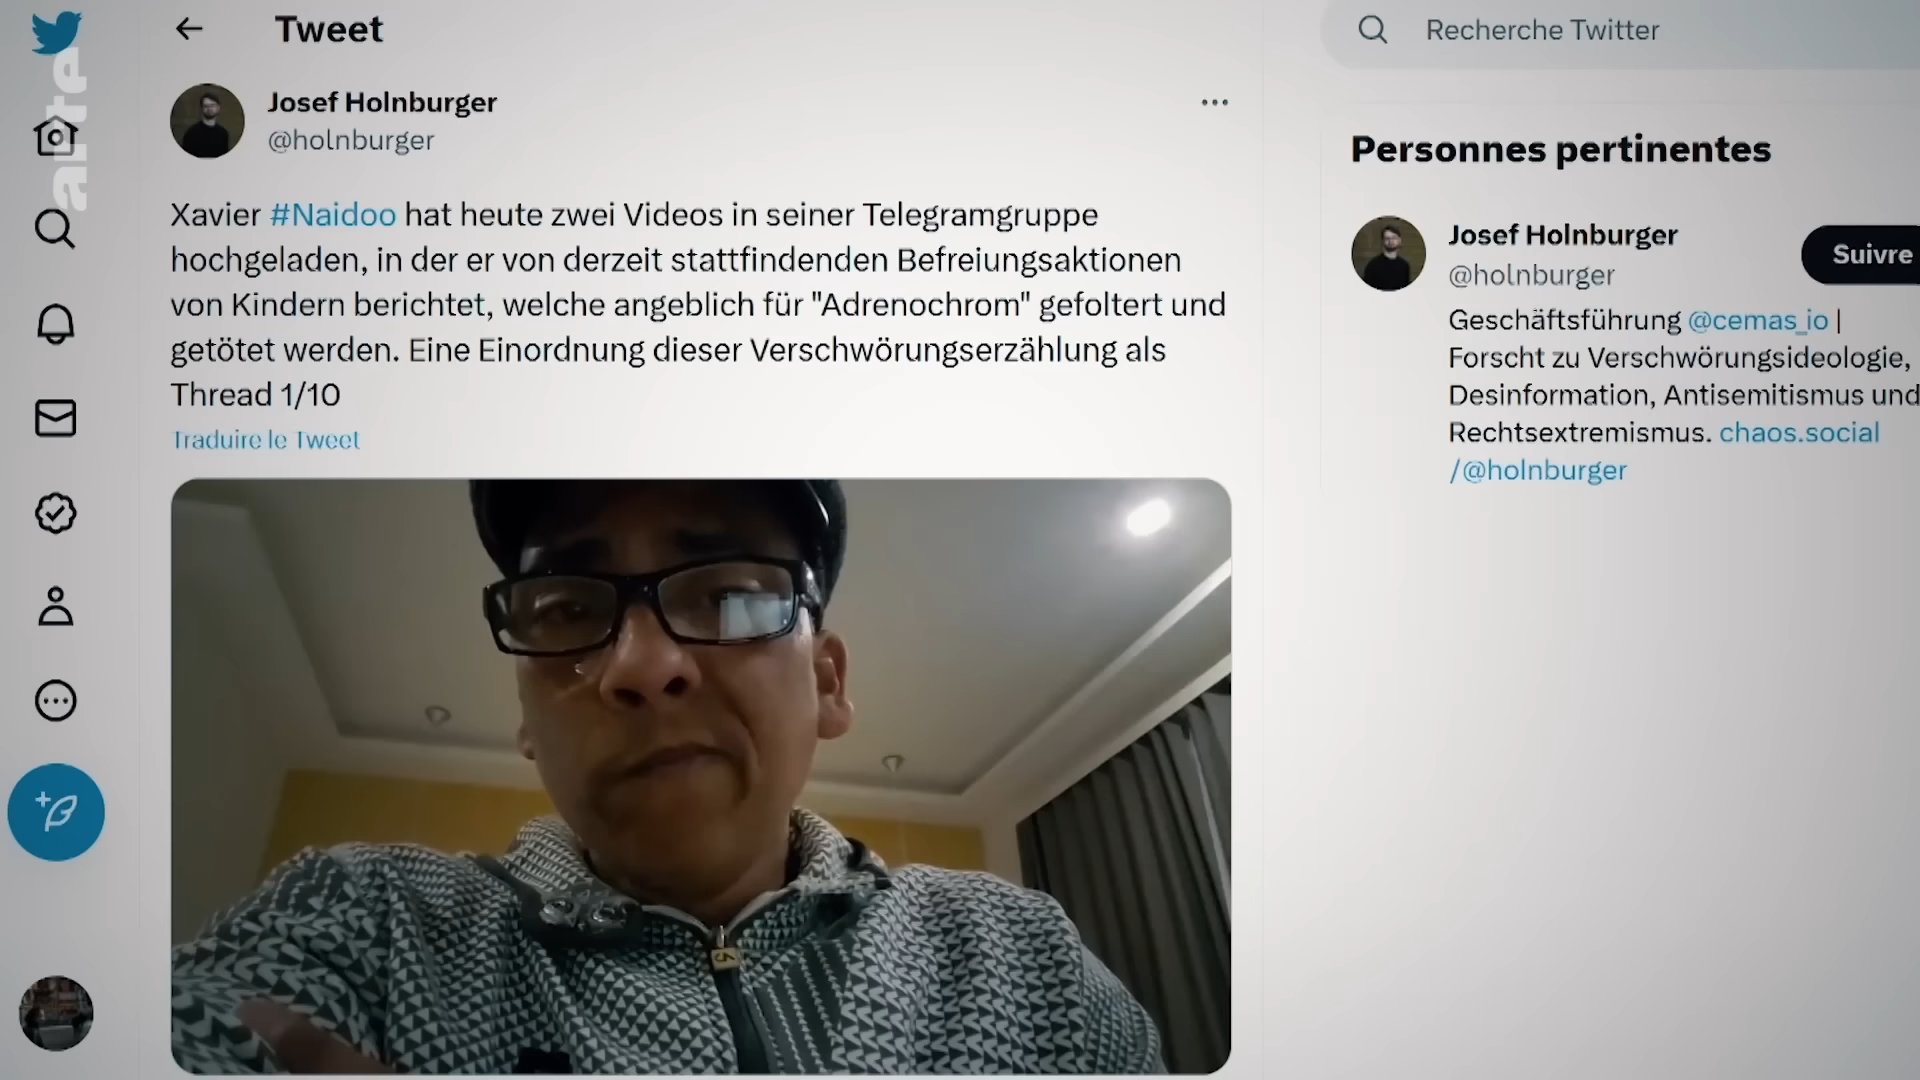 arte
Tweet
Recherche Twitter
Josef Holnburger
@holnburger
Xavier #Naidoo hat heute zwei Videos in seiner Telegramgruppe
hochgeladen, in der er von derzeit stattfindenden Befreiungsaktionen
von Kindern berichtet, welche angeblich für "Adrenochrom" gefoltert und
getötet werden. Eine Einordnung dieser Verschwörungserzählung als
Thread 1/10
Traduire le Tweet
Personnes pertinentes
Josef Holnburger
@holnburger
Suivre
Geschäftsführung @cemas_io |
Forscht zu Verschwörungsideologie,
Desinformation, Antisemitismus und
Rechtsextremismus. chaos.social
/@holnburger